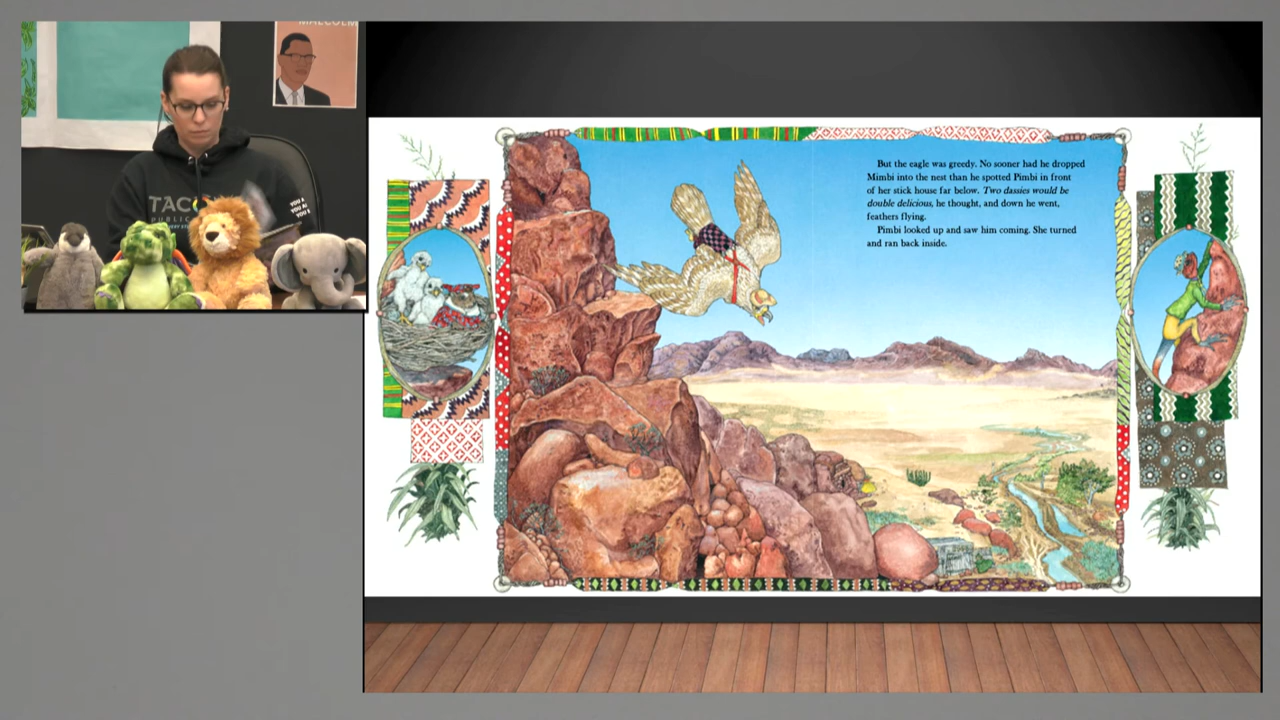 MALCOLM
TACO
PUBLIC
But the eagle was greedy. No sooner had he dropped
Mimbi into the nest than he spotted Pimbi in front
of her stick house far below. Two dassies would be
double delicious, he thought, and down he went,
feathers flying.
Pimbi looked up and saw him coming. She turned
and ran back inside.